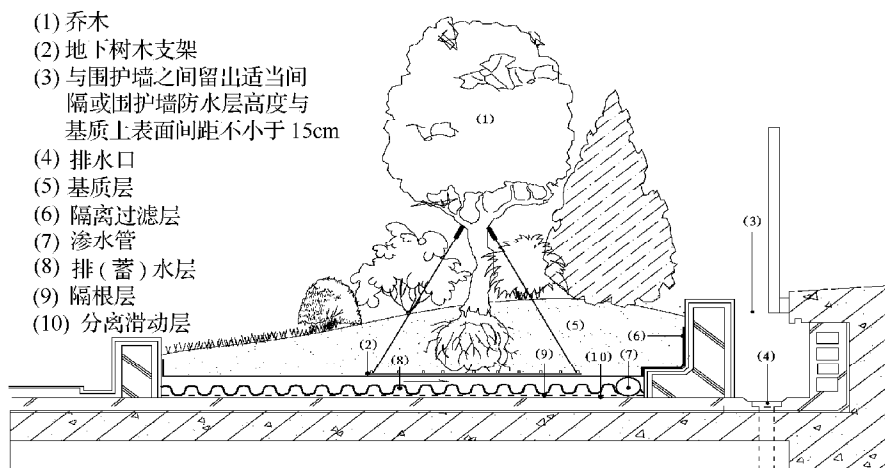 (1) 乔木
(2) 地下树木支架
(3) 与围护墙之间留出适当间
隔或围护墙防水层高度与
基质上表面间距不小于 15cm
(4) 排水口
(5) 基质层
(6) 隔离过滤层
(7) 渗水管
(8) 排(蓄)水层
(9) 隔根层
(10) 分离滑动层
(1)
(3)
(5)
(6)
(2)
(8)
(9)
(10)
(7)
(4)